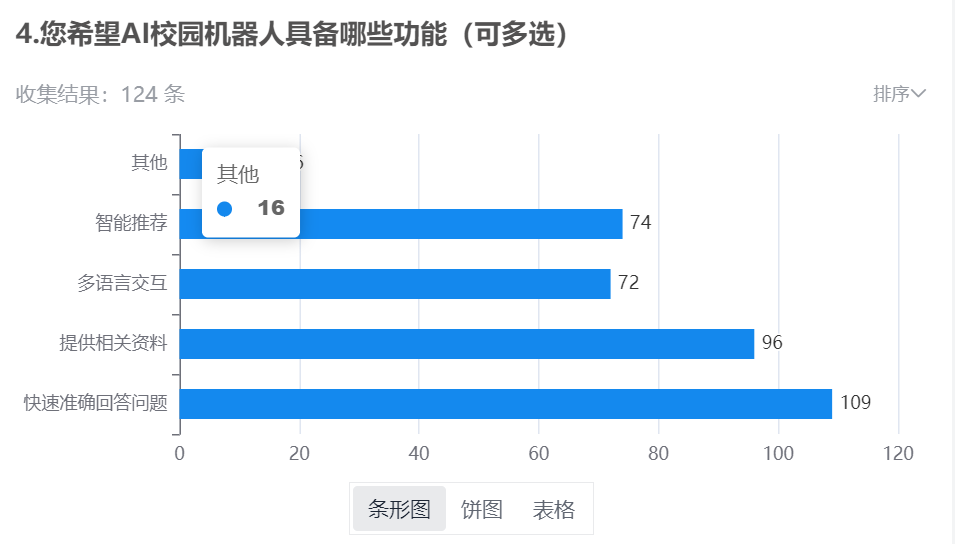 4.您希望AI校园机器人具备哪些功能（可多选）
收集结果：124 条
排序
其他
其他
16
智能推荐
74
多语言交互
72
提供相关资料
96
快速准确回答问题
109
0 20 40 60 80 100 120
条形图 饼图 表格